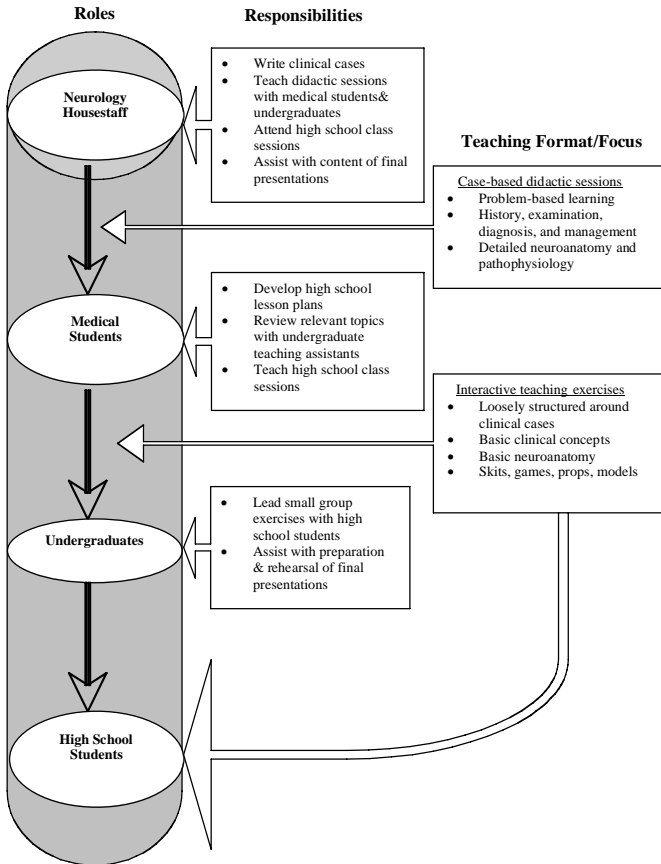 Roles
Responsibilities
Neurology
Housestaff
• Write clinical cases
• Teach didactic sessions
with medical students&
undergraduates
• Attend high school class
sessions
• Assist with content of final
presentations
Teaching Format/Focus
Case-based didactic sessions
• Problem-based learning
• History, examination,
diagnosis, and management
• Detailed neuroanatomy and
pathophysiology
Medical
Students
• Develop high school
lesson plans
• Review relevant topics
with undergraduate
teaching assistants
• Teach high school class
sessions
Interactive teaching exercises
• Loosely structured around
clinical cases
• Basic clinical concepts
• Basic neuroanatomy
• Skits, games, props, models
Undergraduates
• Lead small group
exercises with high
school students
• Assist with preparation
& rehearsal of final
presentations
High School
Students